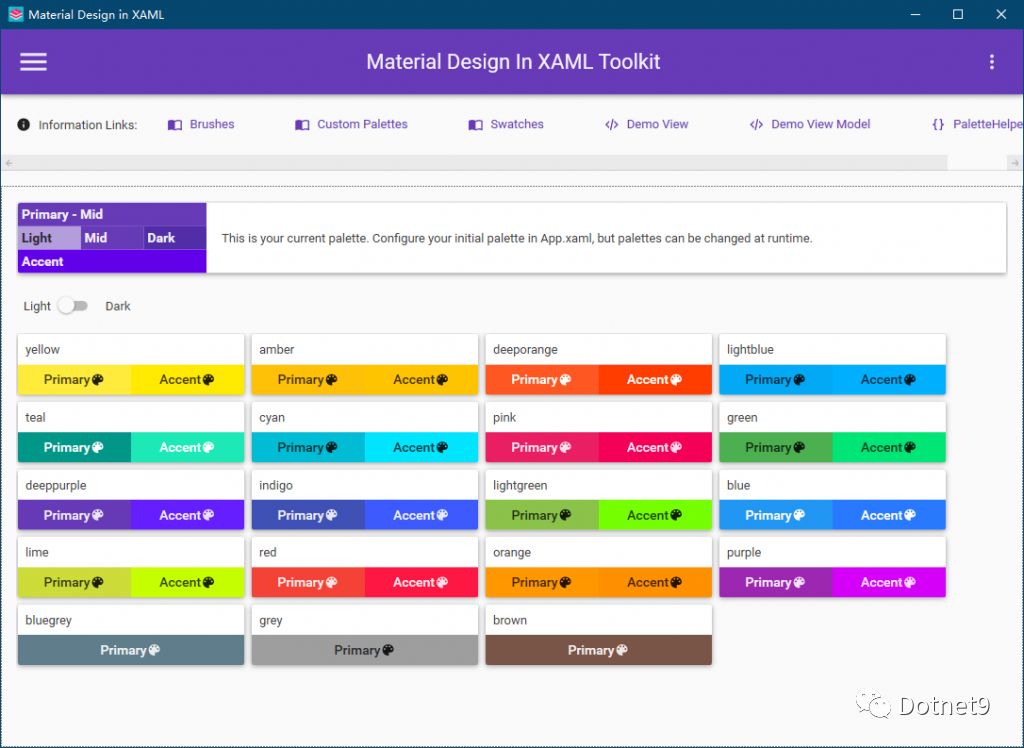 Material Design in XAML
Material Design In XAML Toolkit
Information Links: Brushes Custom Palettes Swatches Demo View Demo View Model PaletteHelpe
Primary - Mid
Light Mid Dark
Accent
This is your current palette. Configure your initial palette in App.xaml, but palettes can be changed at runtime.
Light Dark
yellow amber deeporange lightblue
Primary Accent Primary Accent Primary Accent Primary Accent
teal cyan pink green
Primary Accent Primary Accent Primary Accent Primary Accent
deeppurple indigo lightgreen blue
Primary Accent Primary Accent Primary Accent Primary Accent
lime red orange purple
Primary Accent Primary Accent Primary Accent Primary Accent
bluegrey grey brown
Primary Primary Primary
Dotnet9